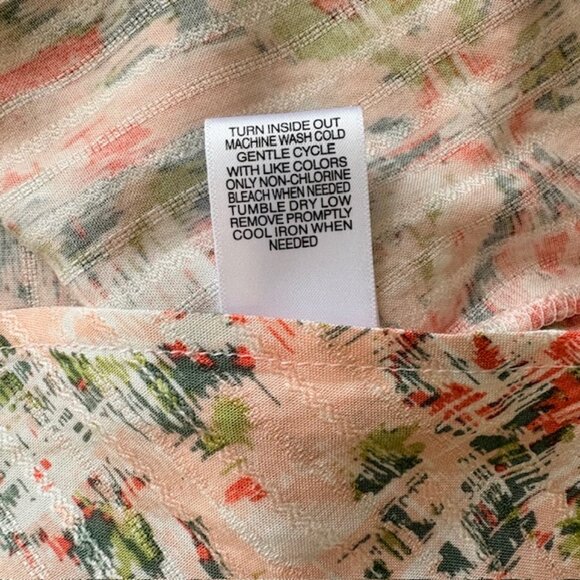 TURN INSIDE OUT
MACHINE WASH COLD
GENTLE CYCLE
WITH LIKE COLORS
ONLY NON-CHLORINE
BLEACH WHEN NEEDED
TUMBLE DRY LOW
REMOVE PROMPTLY
COOL IRON WHEN
NEEDED